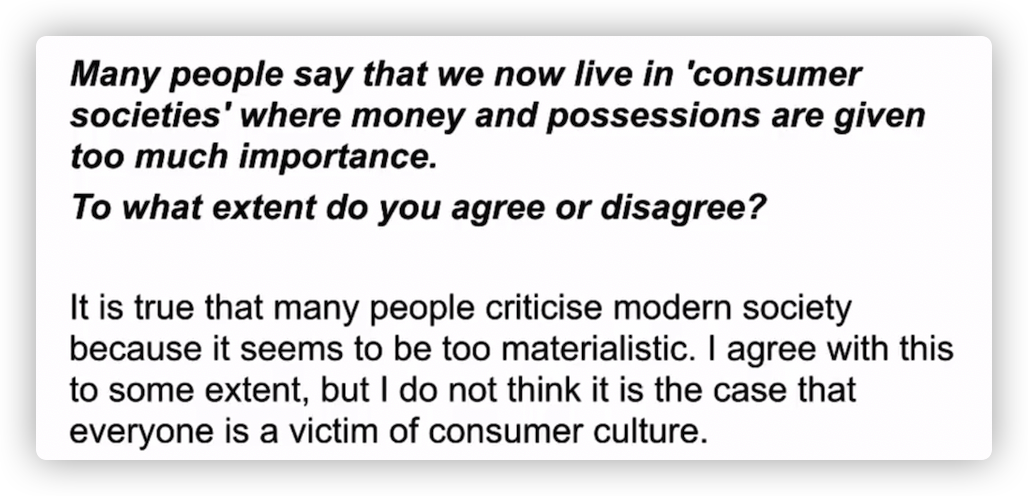 Many people say that we now live in 'consumer
societies' where money and possessions are given
too much importance.
To what extent do you agree or disagree?
It is true that many people criticise modern society
because it seems to be too materialistic. I agree with this
to some extent, but I do not think it is the case that
everyone is a victim of consumer culture.